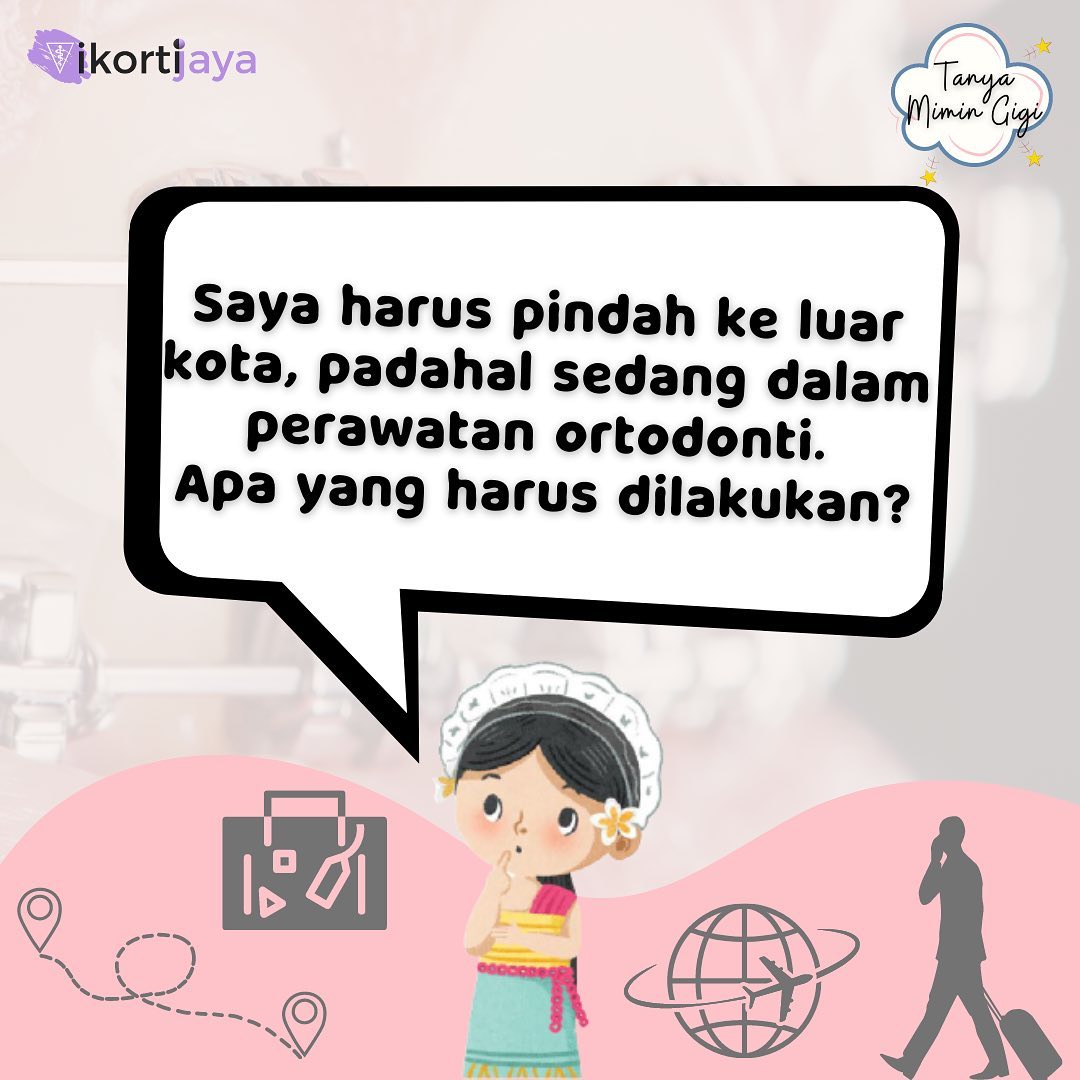 ikortijaya
Tanya
Mimin Gigi
Saya harus pindah ke luar
kota, padahal sedang dalam
perawatan ortodonti.
Apa yang harus dilakukan?